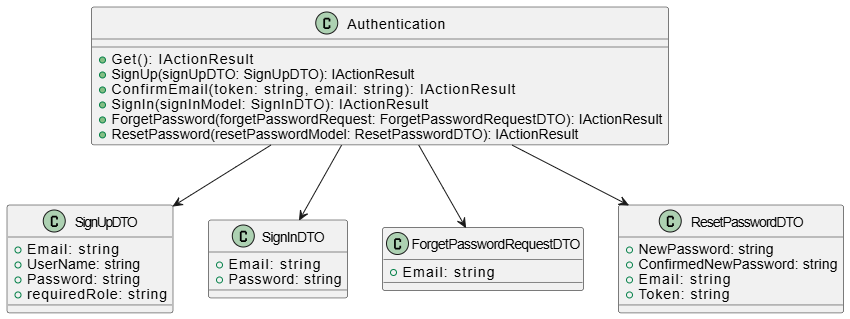 C Authentication
Get(): IActionResult
SignUp(signUpDTO: SignUpDTO): IActionResult
ConfirmEmail(token: string, email: string): IActionResult
SignIn(signInModel: SignInDTO): IActionResult
ForgetPassword(forgetPasswordRequest: ForgetPasswordRequestDTO): IActionResult
ResetPassword(resetPasswordModel: ResetPasswordDTO): IActionResult
C SignUpDTO
Email: string
UserName: string
Password: string
requiredRole: string
C SignInDTO
Email: string
Password: string
C ForgetPasswordRequestDTO
Email: string
C ResetPasswordDTO
NewPassword: string
ConfirmedNewPassword: string
Email: string
Token: string